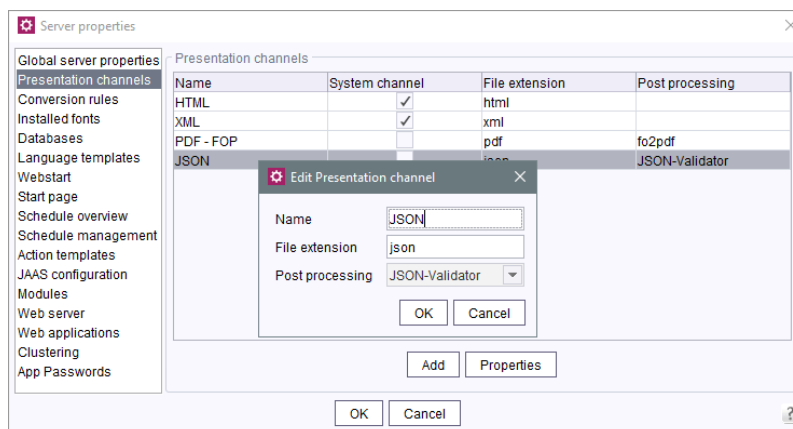 Server properties
Global server properties
Presentation channels
Conversion rules
Installed fonts
Databases
Language templates
Webstart
Start page
Schedule overview
Schedule management
Action templates
JAAS configuration
Modules
Web server
Web applications
Clustering
App Passwords
Presentation channels
Name System channel File extension Post processing
HTML html
XML xml
PDF - FOP pdf fo2pdf
JSON json JSON-Validator
Edit Presentation channel
Name JSON
File extension json
Post processing JSON-Validator
OK Cancel
Add Properties
OK Cancel
?